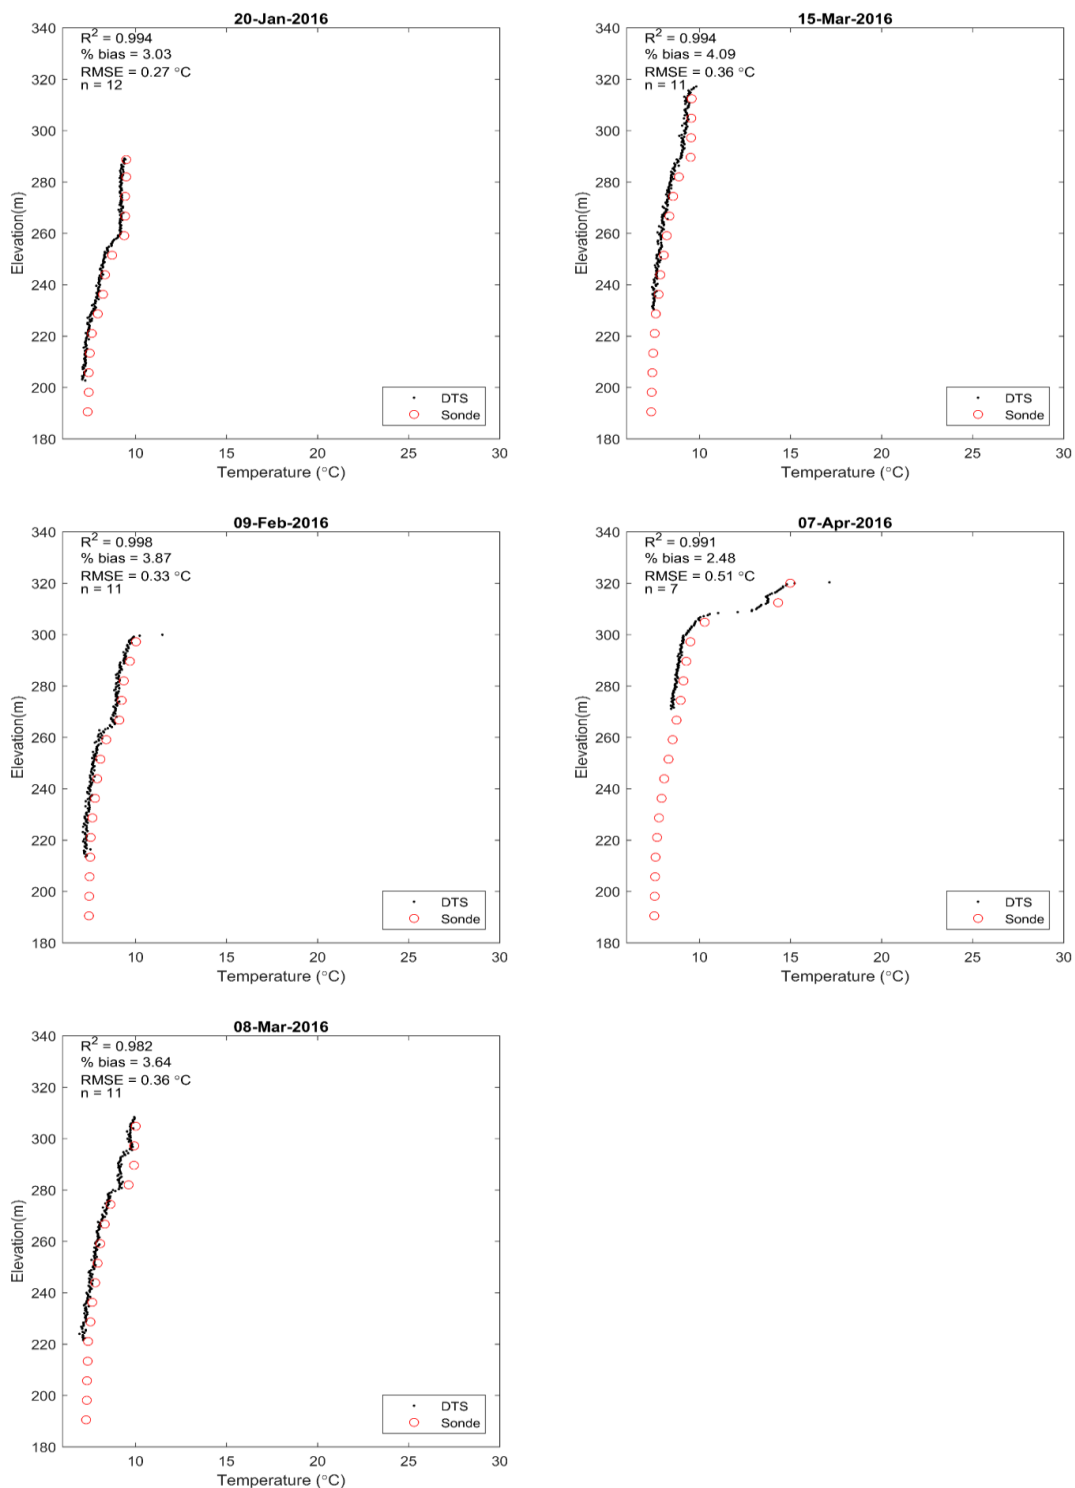 20-Jan-2016
R² = 0.994
% bias = 3.03
RMSE = 0.27 °C
n = 12
340
320
300
280
260
240
220
200
180
Elevation(m)
10
15
20
25
30
Temperature (°C)
DTS
Sonde
15-Mar-2016
R² = 0.994
% bias = 4.09
RMSE = 0.36 °C
n = 11
340
320
300
280
260
240
220
200
180
Elevation(m)
10
15
20
25
30
Temperature (°C)
DTS
Sonde
09-Feb-2016
R² = 0.998
% bias = 3.87
RMSE = 0.33 °C
n = 11
340
320
300
280
260
240
220
200
180
Elevation(m)
10
15
20
25
30
Temperature (°C)
DTS
Sonde
07-Apr-2016
R² = 0.991
% bias = 2.48
RMSE = 0.51 °C
n = 7
340
320
300
280
260
240
220
200
180
Elevation(m)
10
15
20
25
30
Temperature (°C)
DTS
Sonde
08-Mar-2016
R² = 0.982
% bias = 3.64
RMSE = 0.36 °C
n = 11
340
320
300
280
260
240
220
200
180
Elevation(m)
10
15
20
25
30
Temperature (°C)
DTS
Sonde